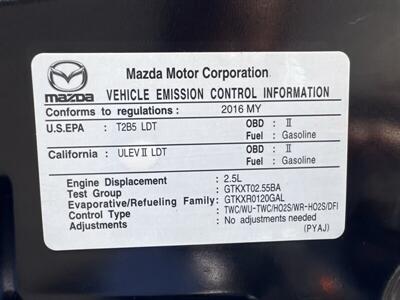 Mazda Motor Corporation
mazda
VEHICLE EMISSION CONTROL INFORMATION
Conforms to regulations : 2016 MY
U.S.EPA : T2B5 LDT OBD : II
Fuel : Gasoline
California : ULEV II LDT OBD : II
Fuel : Gasoline
Engine Displacement : 2.5L
Test Group : GTKXT02.55BA
Evaporative/Refueling Family: GTKXR0120GAL
Control Type : TWC/WU-TWC/HO2S/WR-HO2S/DFI
Adjustments : No adjustments needed
(PYAJ)